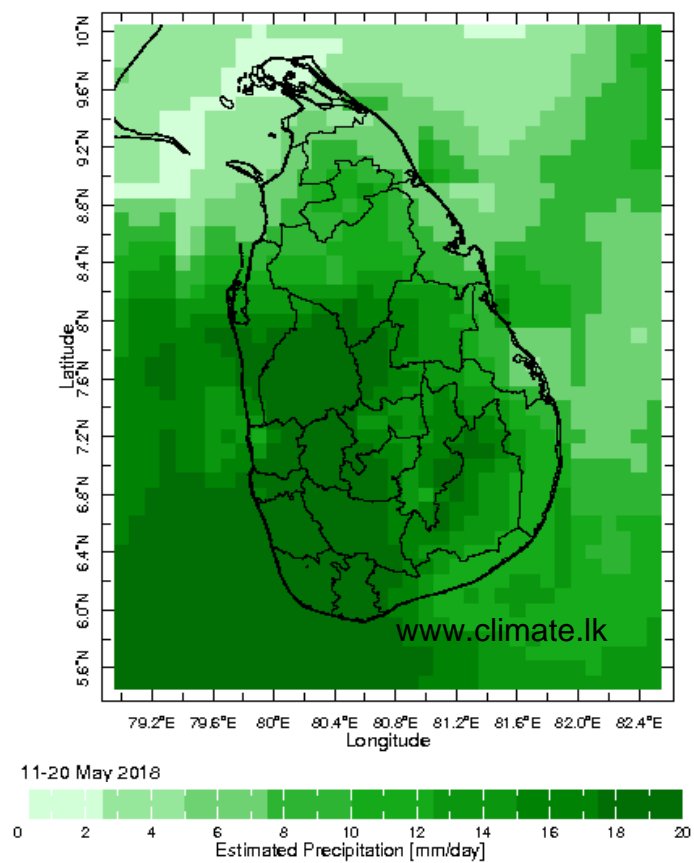 10°N
9.6°N
9.2°N
8.8°N
8.4°N
8°N
7.6°N
7.2°N
6.8°N
6.4°N
6.0°N
5.6°N
Latitude
www.climate.lk
79.2°E 79.6°E 80°E 80.4°E 80.8°E 81.2°E 81.6°E 82.0°E 82.4°E
Longitude
11-20 May 2018
0 2 4 6 8 10 12 14 16 18 20
Estimated Precipitation [mm/day]